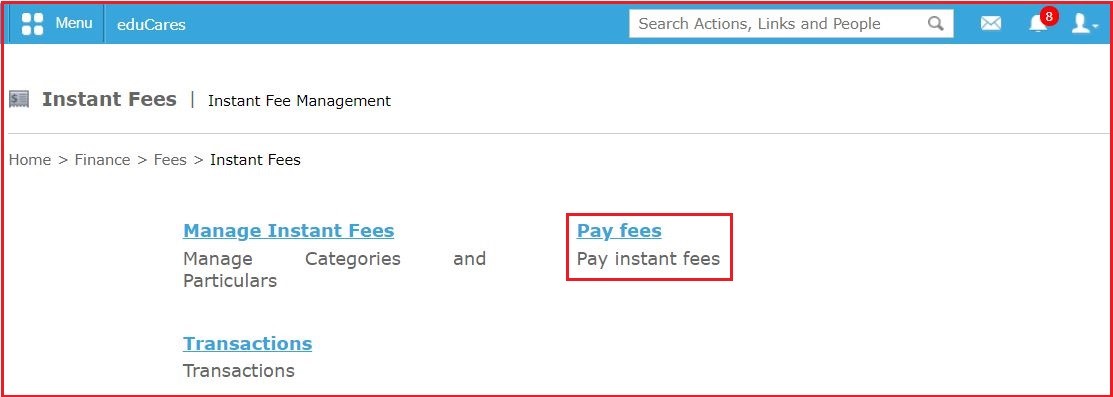 Menu eduCares Search Actions, Links and People 8
Instant Fees | Instant Fee Management
Home > Finance > Fees > Instant Fees
Manage Instant Fees
Manage Categories and
Particulars
Pay fees
Pay instant fees
Transactions
Transactions